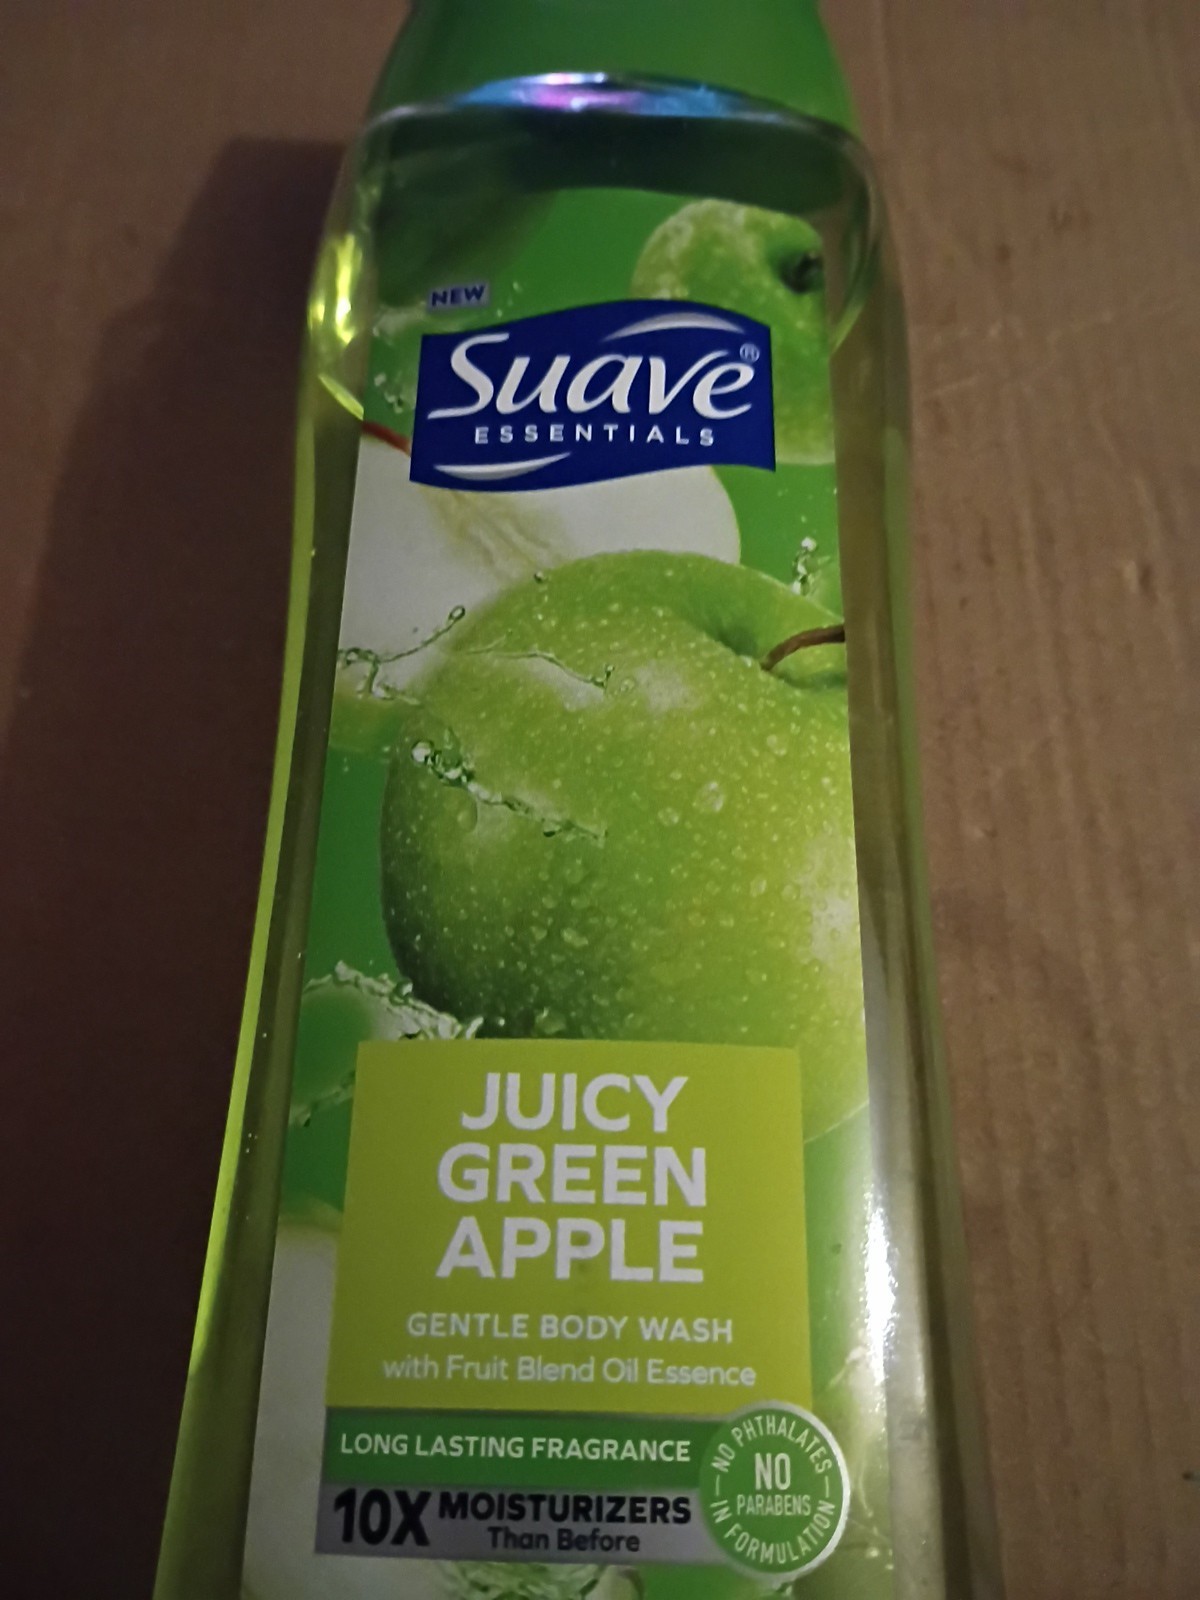 NEW
Suave®
ESSENTIALS
JUICY
GREEN
APPLE
GENTLE BODY WASH
with Fruit Blend Oil Essence
LONG LASTING FRAGRANCE
10X MOISTURIZERS
Than Before
NO PHTHALATES
NO
PARABENS
IN FORMULATION